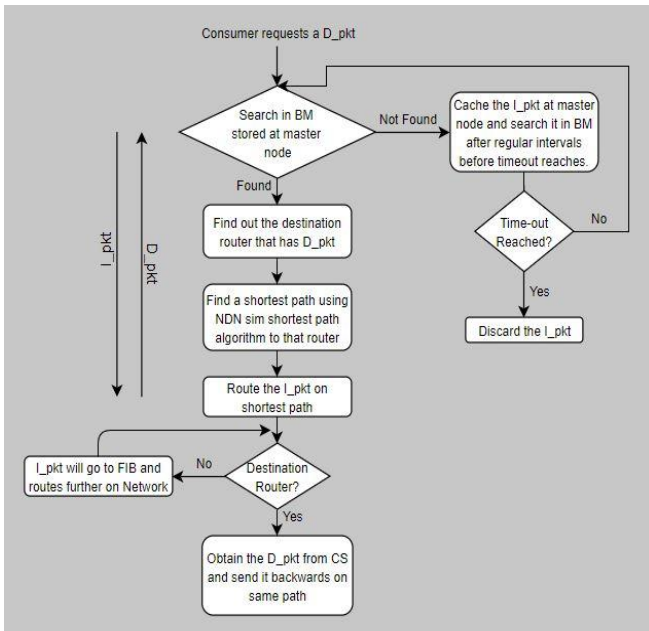 Consumer requests a D_pkt
Search in BM
stored at master
node
Not Found
Cache the I_pkt at master
node and search it in BM
after regular intervals
before timeout reaches.
Found
Time-out
Reached?
No
Yes
Discard the I_pkt
I_pkt
D_pkt
Find out the destination
router that has D_pkt
Find a shortest path using
NDN sim shortest path
algorithm to that router
Route the I_pkt on
shortest path
I_pkt will go to FIB and
routes further on Network
No
Destination
Router?
Yes
Obtain the D_pkt from CS
and send it backwards on
same path